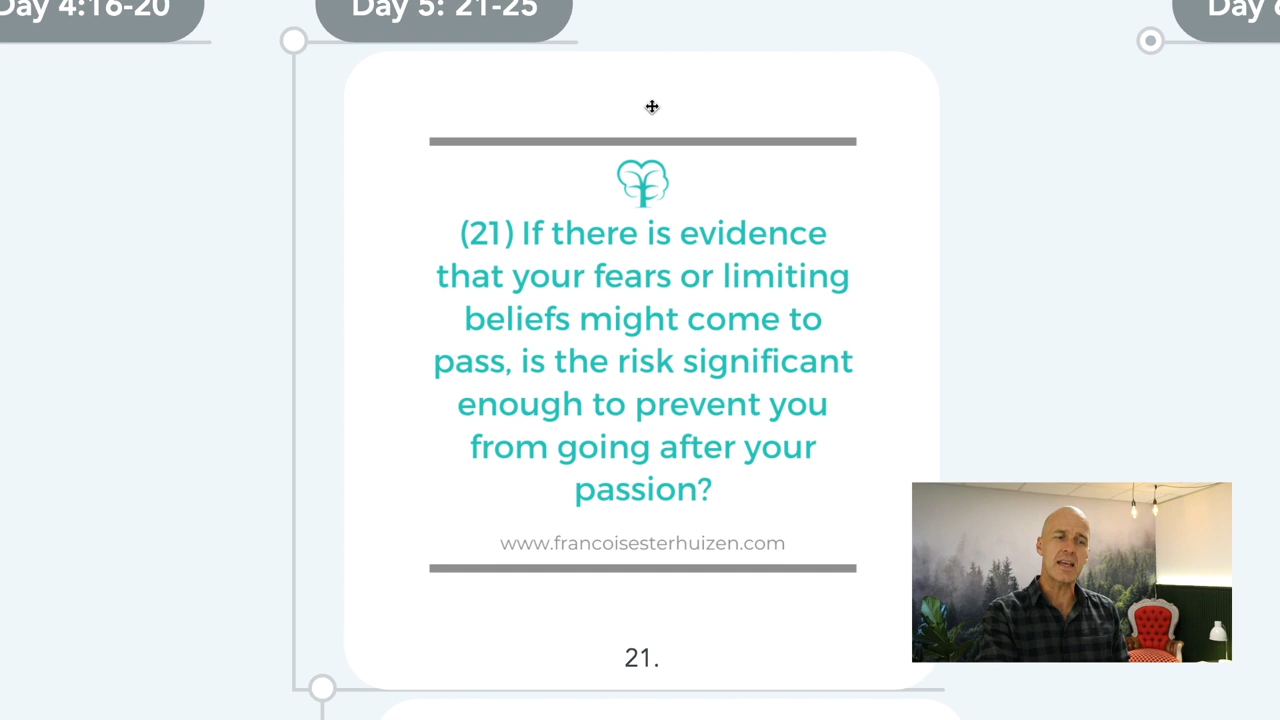 Day 4:16-20
Day 5: 21-25
Day 6
(21) If there is evidence
that your fears or limiting
beliefs might come to
pass, is the risk significant
enough to prevent you
from going after your
passion?
www.francoisesterhuizen.com
21.